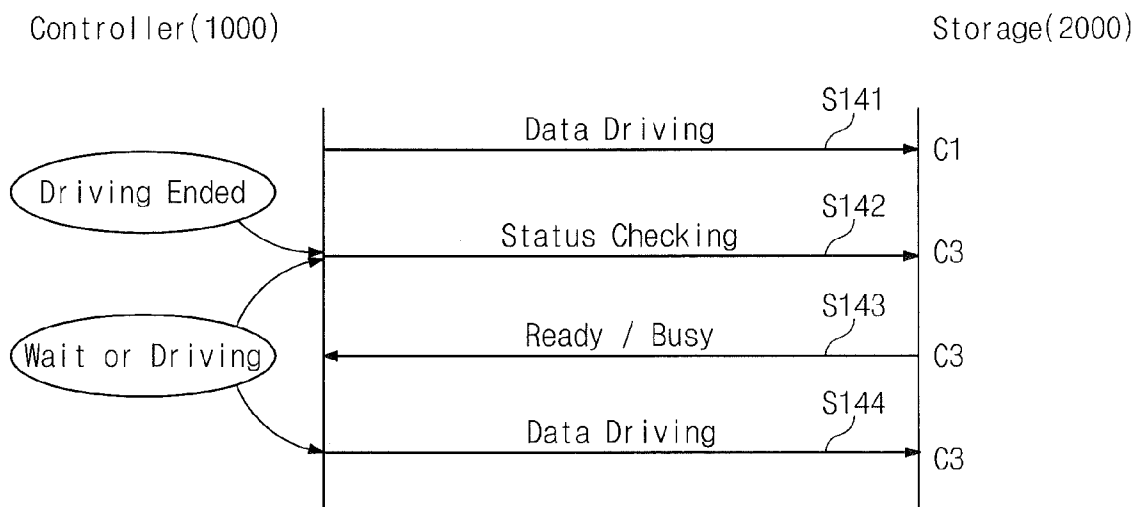 Controller(1000)
Storage(2000)
S141
Data Driving
C1
Driving Ended
S142
Status Checking
C3
S143
Ready / Busy
C3
Wait or Driving
S144
Data Driving
C3